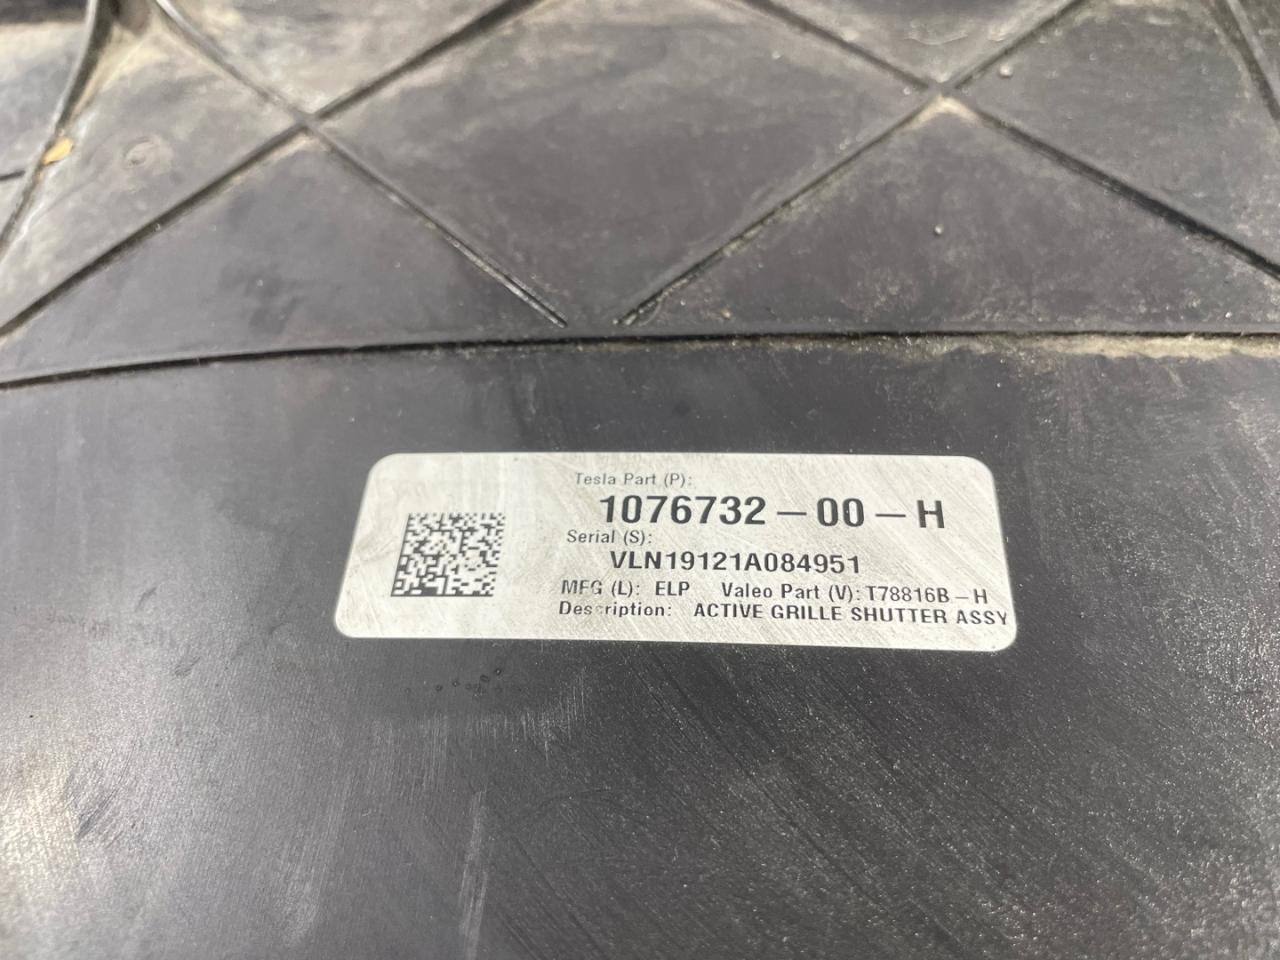 Tesla Part (P):
1076732-00-H
Serial (S):
VLN19121A084951
MFG (L): ELP Valeo Part (V): T78816B-H
Description: ACTIVE GRILLE SHUTTER ASSY